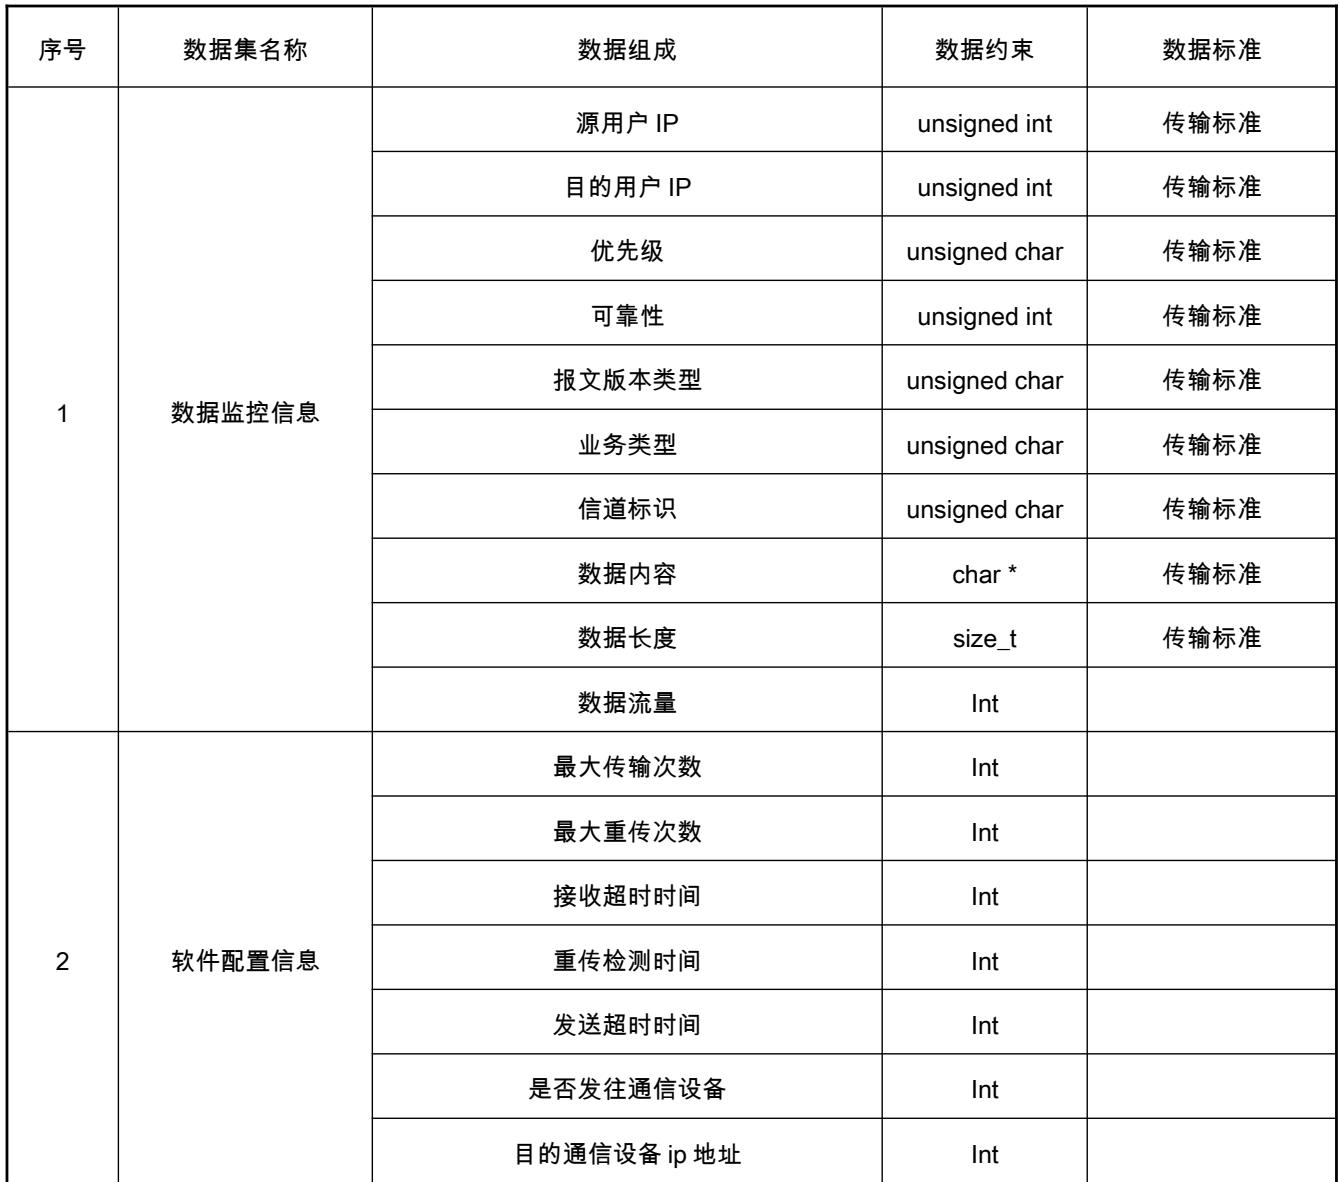 序号 数据集名称 数据组成 数据约束 数据标准
源用户 IP unsigned int 传输标准
目的用户 IP unsigned int 传输标准
优先级 unsigned char 传输标准
可靠性 unsigned int 传输标准
报文版本类型 unsigned char 传输标准
1 数据监控信息
业务类型 unsigned char 传输标准
信道标识 unsigned char 传输标准
数据内容 char * 传输标准
数据长度 size_t 传输标准
数据流量 Int
最大传输次数 Int
最大重传次数 Int
接收超时时间 Int
2 软件配置信息 重传检测时间 Int
发送超时时间 Int
是否发往通信设备 Int
目的通信设备 ip 地址 Int